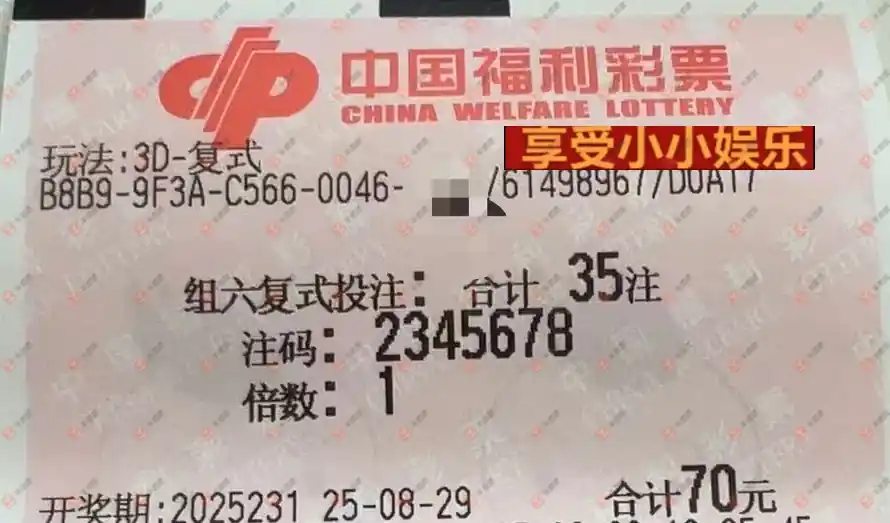 中国福利彩票
CHINA WELFARE LOTTERY
享受小小娱乐
玩法:3D-复式
B8B9-9F3A-C566-0046- /61498967/D0A17
组六复式投注: 合计 35注
注码: 2345678
倍数: 1
开奖期:2025231 25-08-29 合计70元